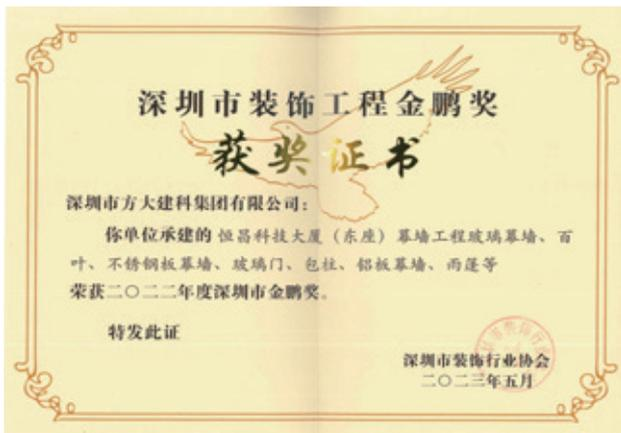 深圳市装饰工程金鹏奖
获奖证书
深圳市方大建科集团有限公司：
你单位承建的 恒昌科技大厦（东座）幕墙工程玻璃幕墙、百
叶、不锈钢板幕墙、玻璃门、包柱、铝板幕墙、雨蓬等
荣获二〇二二年度深圳市金鹏奖。
特发此证
深圳市装饰行业协会
二〇二三年五月